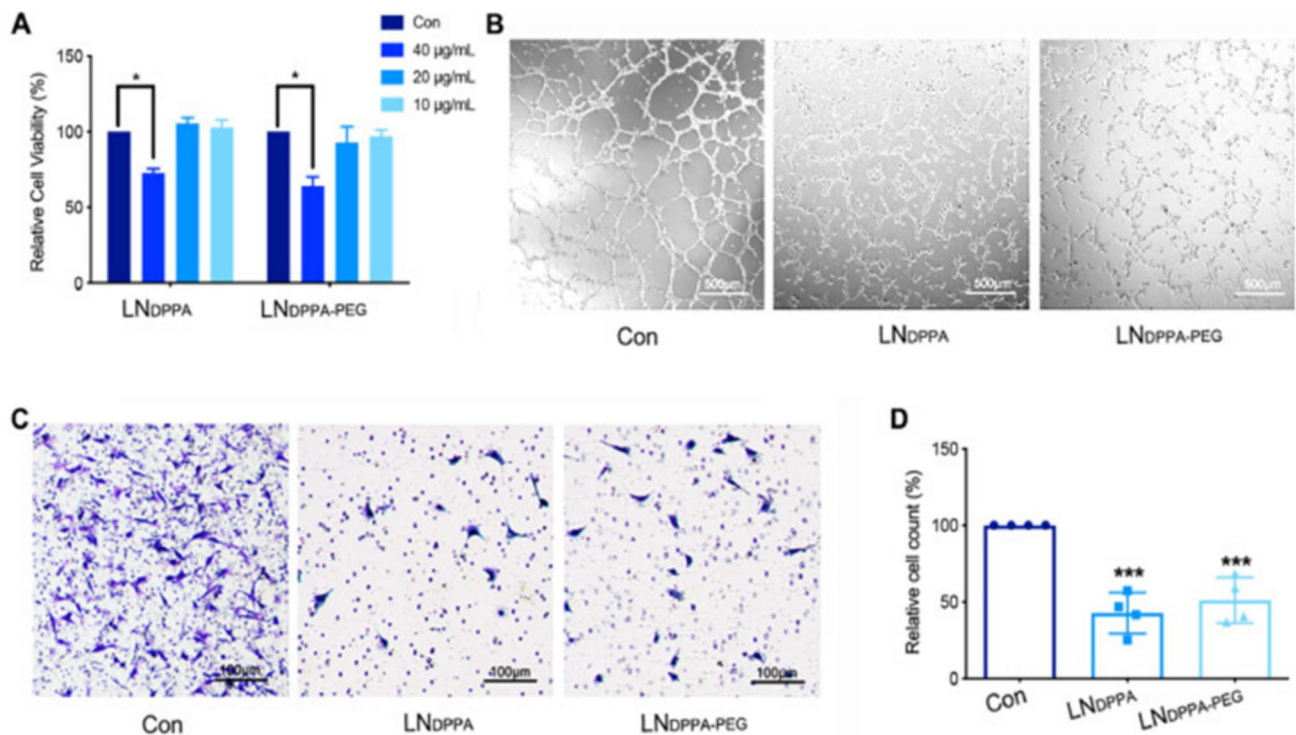 A
Con
40 µg/mL
20 µg/mL
10 µg/mL
Relative Cell Viability (%)
150
100
50
0
*
*
LNDPPA
LNDPPA-PEG
B
500µm
500µm
500µm
Con
LNDPPA
LNDPPA-PEG
C
100µm
100µm
100µm
Con
LNDPPA
LNDPPA-PEG
D
Relative cell count (%)
150
100
50
0
***
***
Con
LNDPPA
LNDPPA-PEG